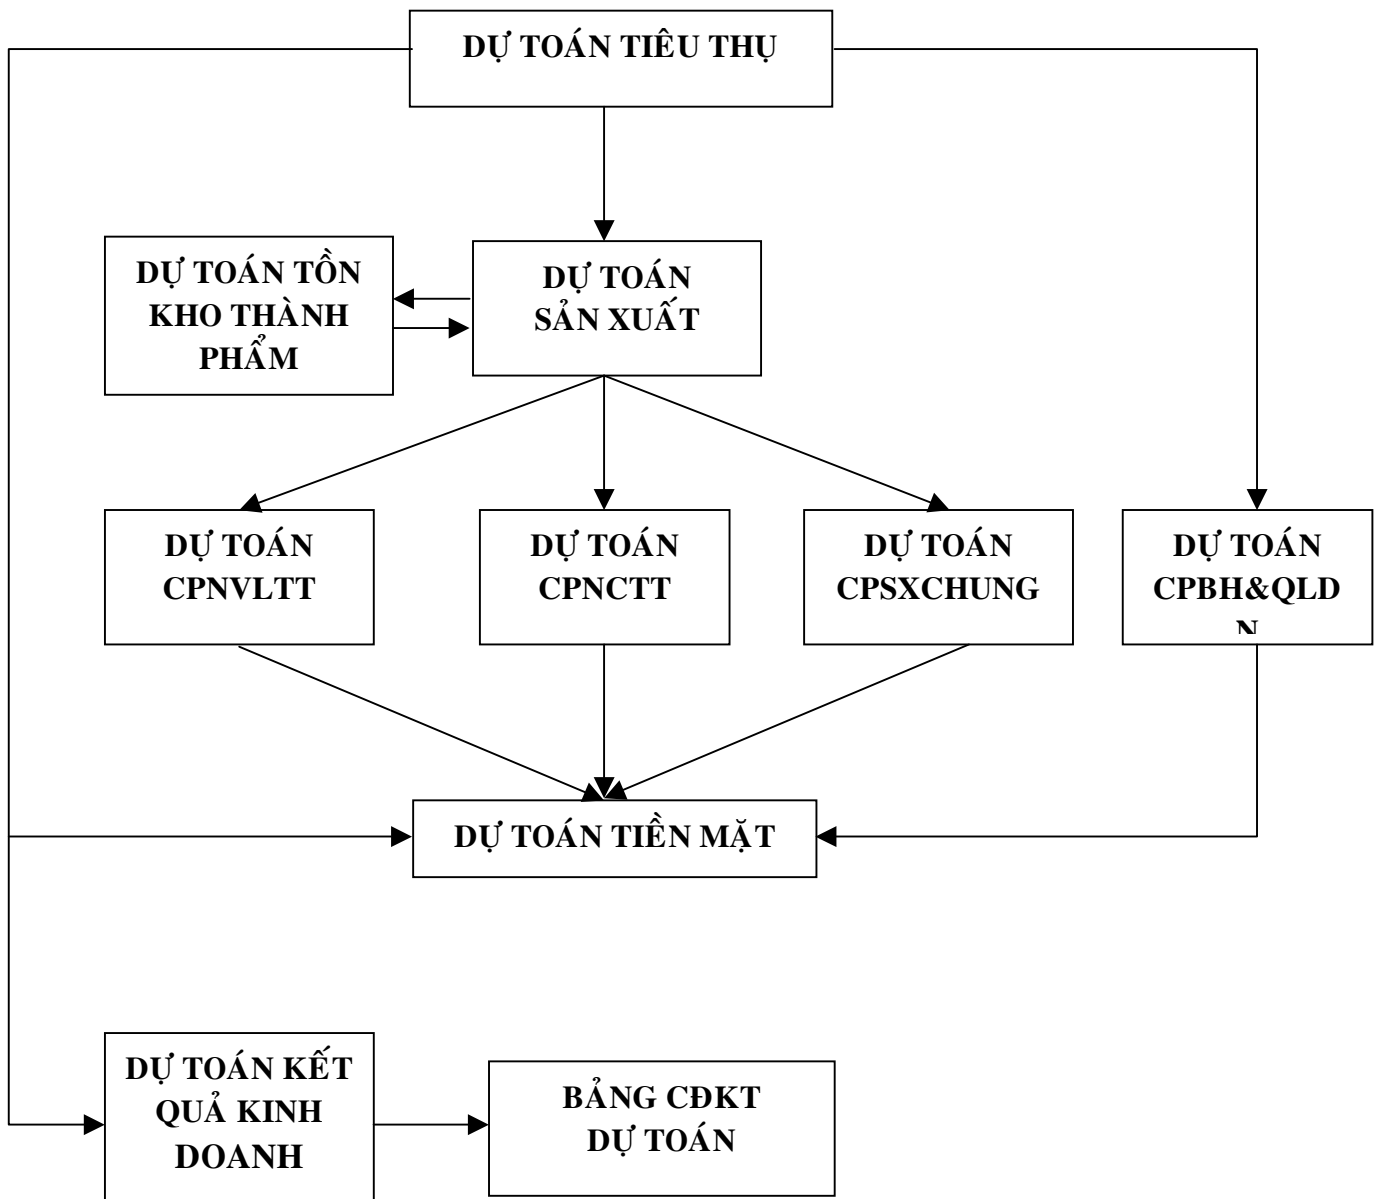 DỰ TOÁN TIÊU THỤ
DỰ TOÁN TỒN
KHO THÀNH
PHẨM
DỰ TOÁN
SẢN XUẤT
DỰ TOÁN
CPNVLTT
DỰ TOÁN
CPNCTT
DỰ TOÁN
CPSXCHUNG
DỰ TOÁN
CPBH&QLD
N
DỰ TOÁN TIỀN MẶT
DỰ TOÁN KẾT
QUẢ KINH
DOANH
BẢNG CĐKT
DỰ TOÁN